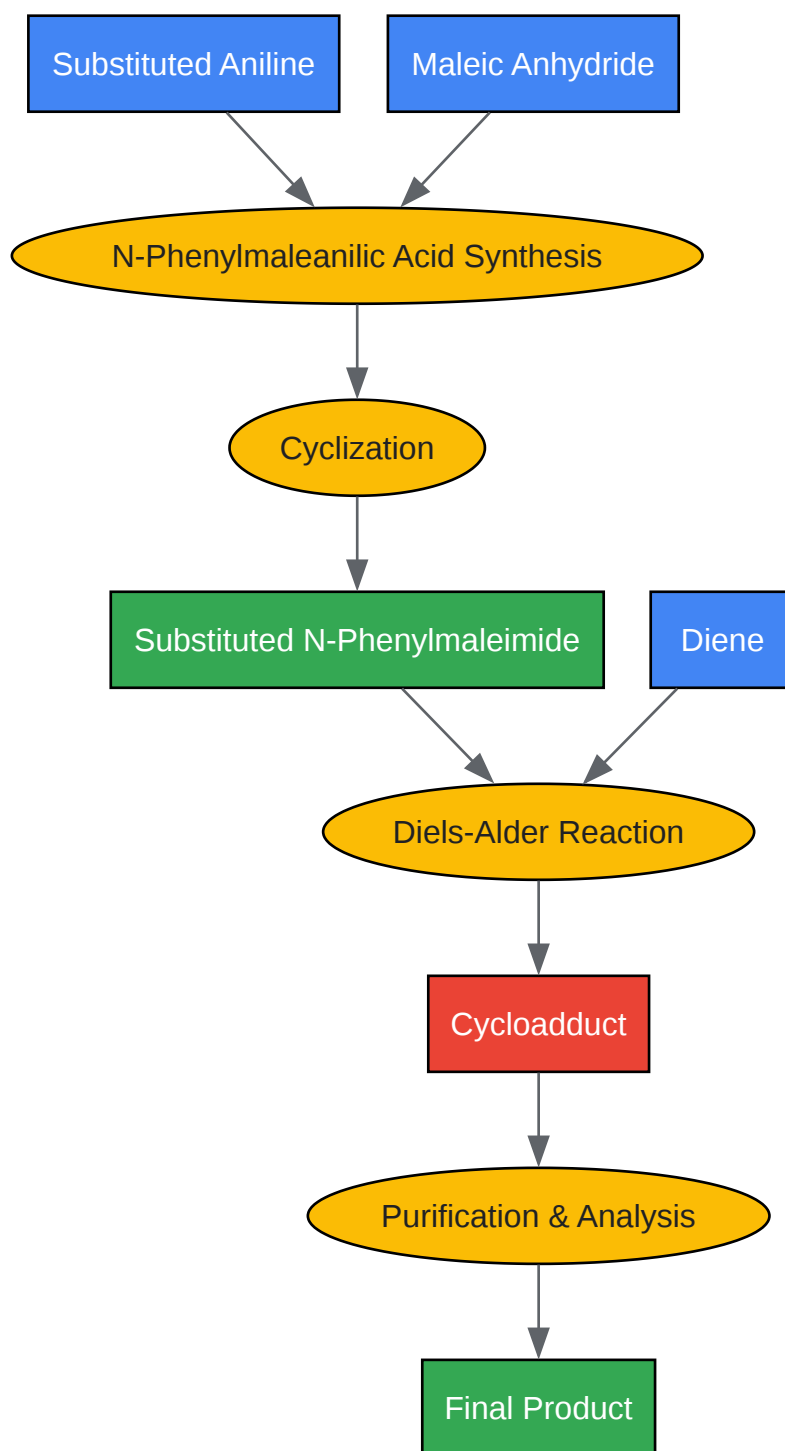 Substituted Aniline
Maleic Anhydride
N-Phenylmaleanilic Acid Synthesis
Cyclization
Substituted N-Phenylmaleimide
Diene
Diels-Alder Reaction
Cycloadduct
Purification & Analysis
Final Product